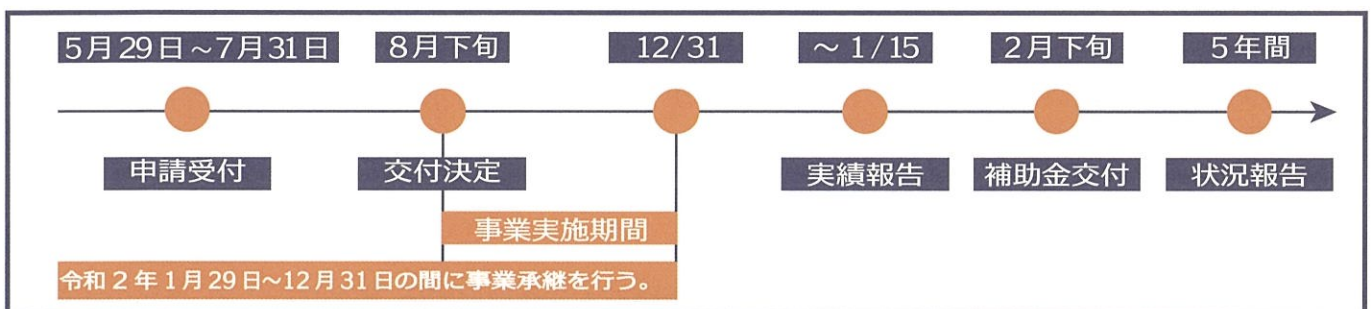 5月29日～7月31日 8月下旬 12/31 ～1/15 2月下旬 5年間
申請受付 交付決定 実績報告 補助金交付 状況報告
事業実施期間
令和2年1月29日～12月31日の間に事業承継を行う。